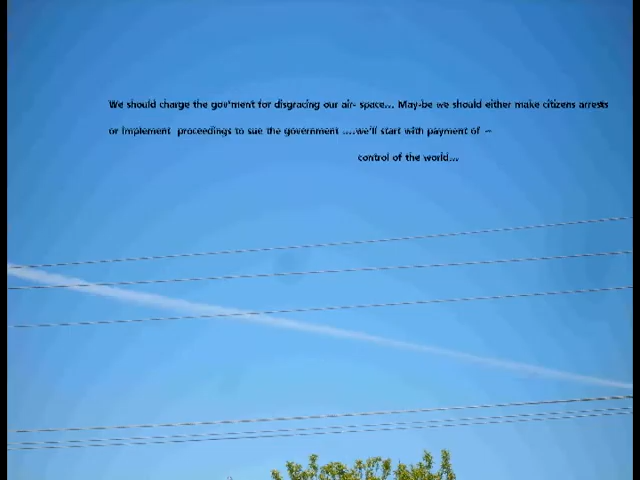 We should charge the gov'ment for disgracing our air- space... May-be we should either make citizens arrests
or implement proceedings to sue the government ....we'll start with payment of ~
control of the world...